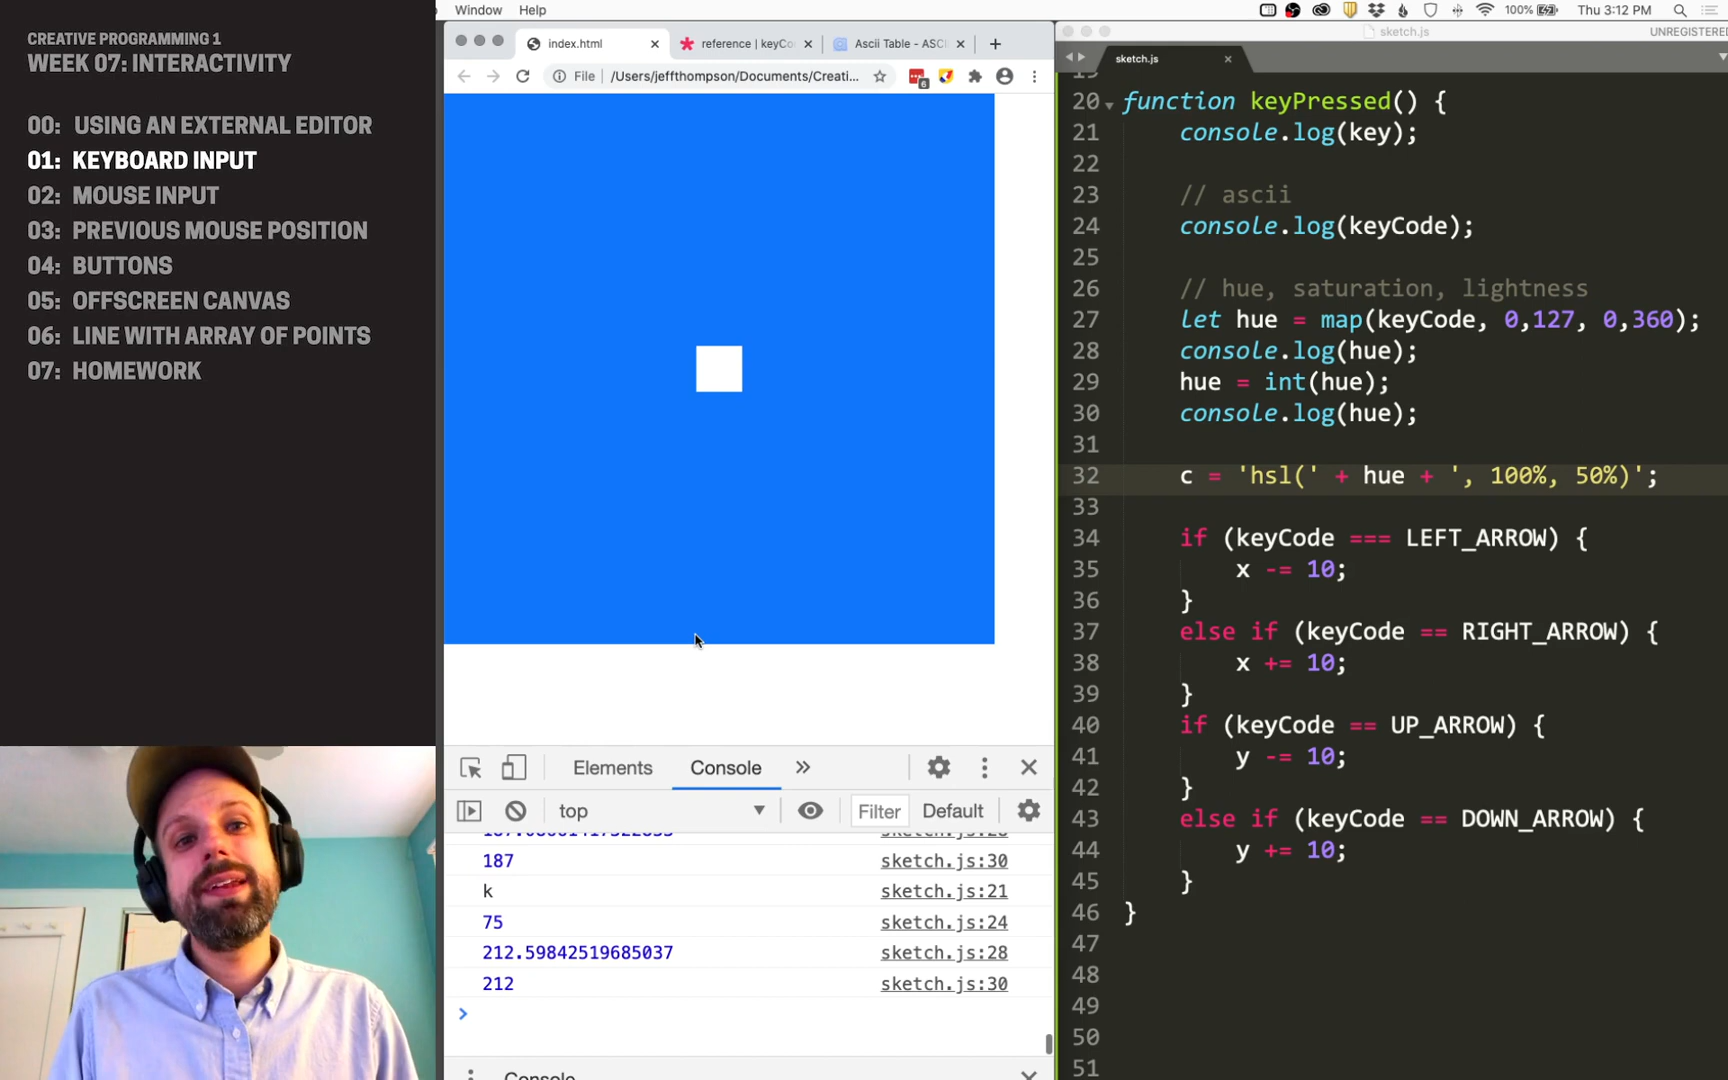 Window Help
100% Thu 3:12 PM
CREATIVE PROGRAMMING 1
WEEK 07: INTERACTIVITY
00: USING AN EXTERNAL EDITOR
01: KEYBOARD INPUT
02: MOUSE INPUT
03: PREVIOUS MOUSE POSITION
04: BUTTONS
05: OFFSCREEN CANVAS
06: LINE WITH ARRAY OF POINTS
07: HOMEWORK
index.html
reference | keyCo
Ascii Table - ASC
File /Users/jeffthompson/Documents/Creati...
6
Elements Console
top Filter Default
187 sketch.js:30
k sketch.js:21
75 sketch.js:24
212.59842519685037 sketch.js:28
212 sketch.js:30
>
Console
sketch.js UNREGISTERED
sketch.js
20 function keyPressed() {
21 console.log(key);
22
23 // ascii
24 console.log(keyCode);
25
26 // hue, saturation, lightness
27 let hue = map(keyCode, 0,127, 0,360);
28 console.log(hue);
29 hue = int(hue);
30 console.log(hue);
31
32 c = 'hsl(' + hue + ', 100%, 50%)';
33
34 if (keyCode === LEFT_ARROW) {
35 x -= 10;
36 }
37 else if (keyCode == RIGHT_ARROW) {
38 x += 10;
39 }
40 if (keyCode == UP_ARROW) {
41 y -= 10;
42 }
43 else if (keyCode == DOWN_ARROW) {
44 y += 10;
45 }
46 }
47
48
49
50
51